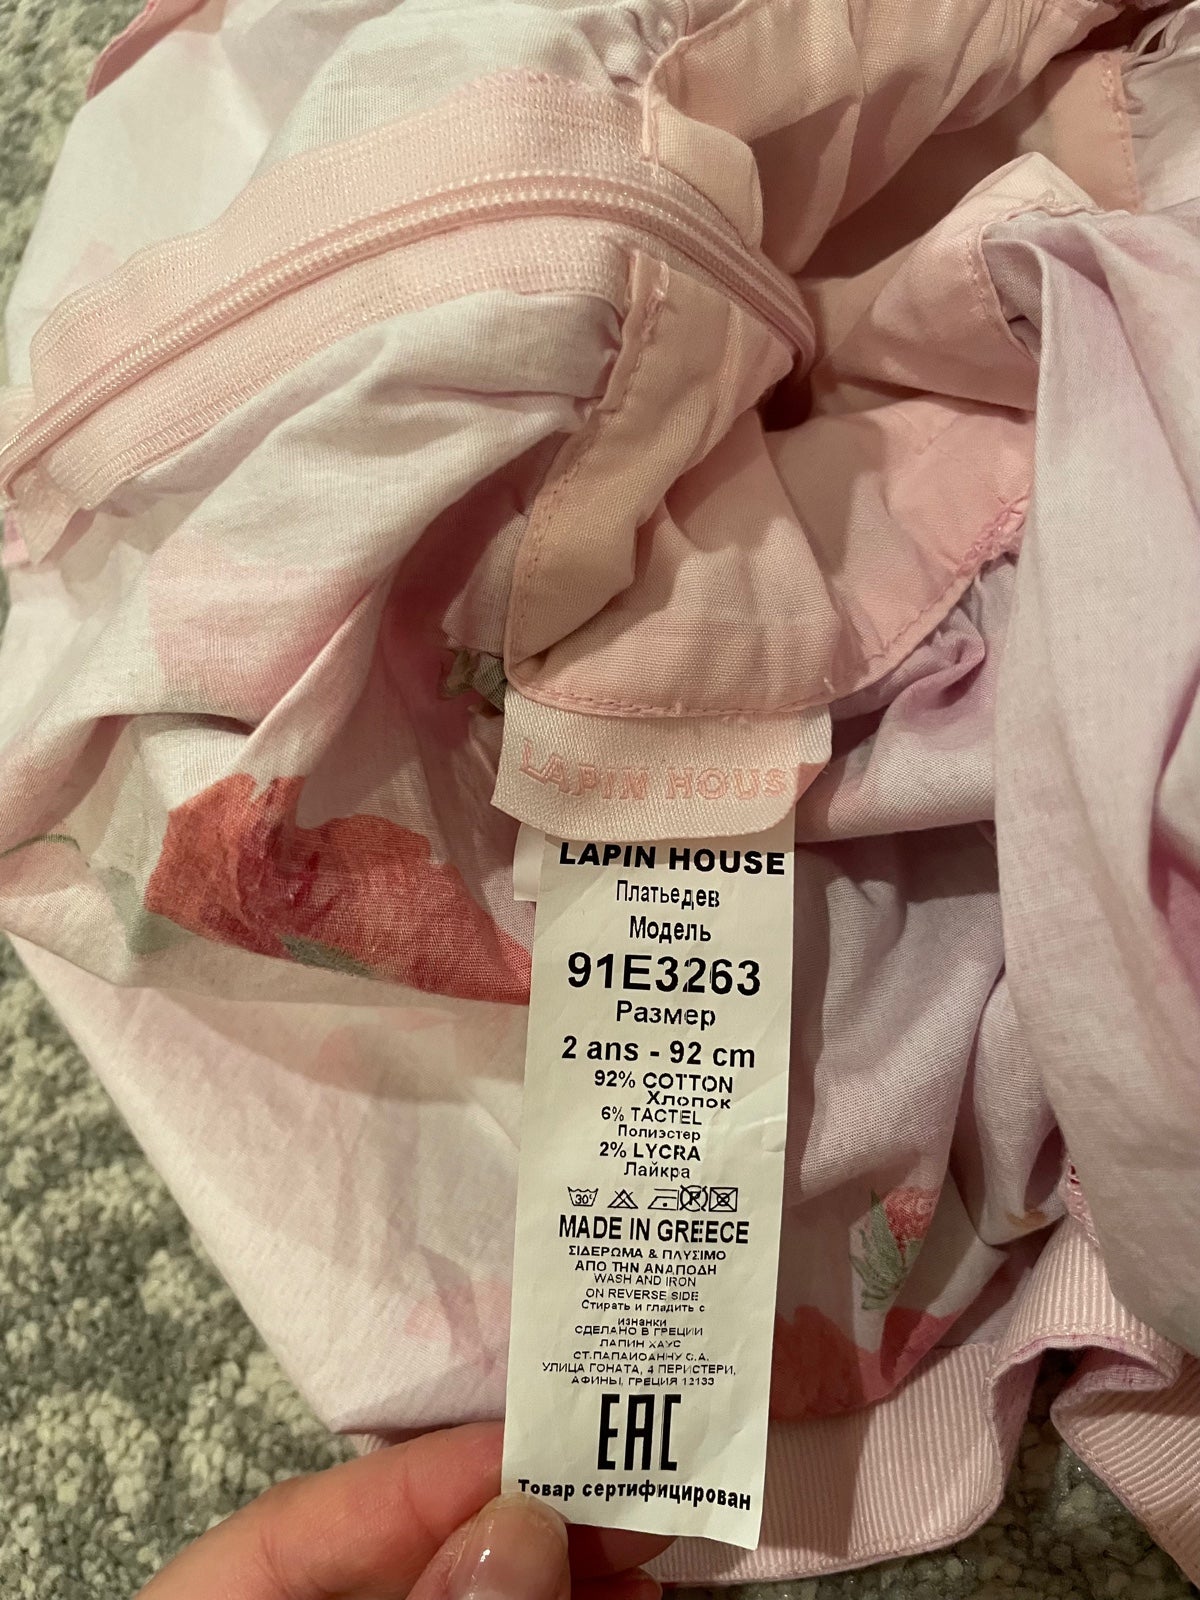 LAPIN HOUS
LAPIN HOUSE
Платьедев
Модель
91E3263
Размер
2 ans - 92 cm
92% COTTON
Хлопок
6% TACTEL
Полиэстер
2% LYCRA
Лайкра
30° P
MADE IN GREECE
ΣΙΔΕΡΩΜΑ & ΠΛΥΣΙΜΟ
ΑΠΟ ΤΗΝ ΑΝΑΠΟΔΗ
WASH AND IRON
ON REVERSE SIDE
Стирать и гладить с
изнанки
СДЕЛАНО В ГРЕЦИИ
ЛАПИН ХАУС
СТ.ПАПАИОАННУ С.А.
УЛИЦА ГОНАТА, 4 ПЕРИСТЕРИ,
АФИНЫ, ГРЕЦИЯ 12133
EAC
Товар сертифицирован